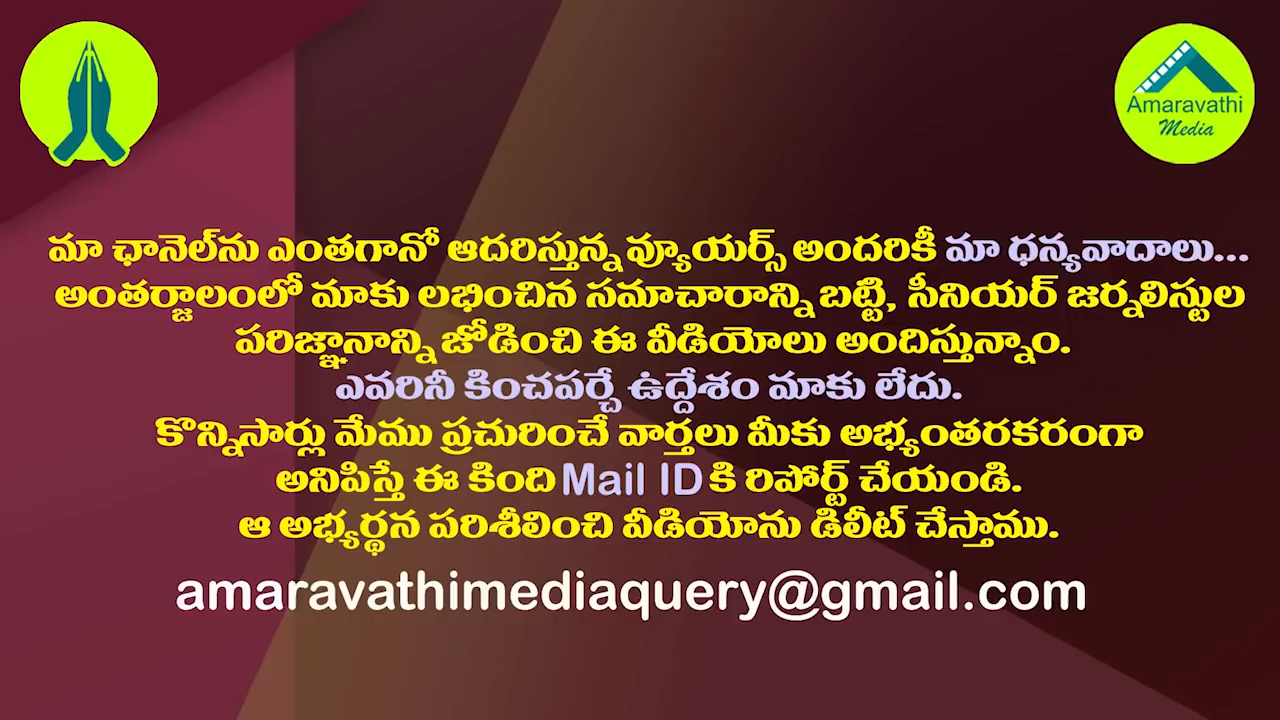 Amaravathi
Media
మా ఛానెల్‌ను ఎంతగానో ఆదరిస్తున్న వ్యూయర్స్ అందరికీ మా ధన్యవాదాలు...
అంతర్జాలంలో మాకు లభించిన సమాచారాన్ని బట్టి, సీనియర్ జర్నలిస్టుల
పరిజ్ఞానాన్ని జోడించి ఈ వీడియోలు అందిస్తున్నాం.
ఎవరినీ కించపర్చే ఉద్దేశం మాకు లేదు.
కొన్నిసార్లు మేము ప్రచురించే వార్తలు మీకు అభ్యంతరకరంగా
అనిపిస్తే ఈ కింది Mail ID కి రిపోర్ట్ చేయండి.
ఆ అభ్యర్థన పరిశీలించి వీడియోను డిలీట్ చేస్తాము.
amaravathimediaquery@gmail.com